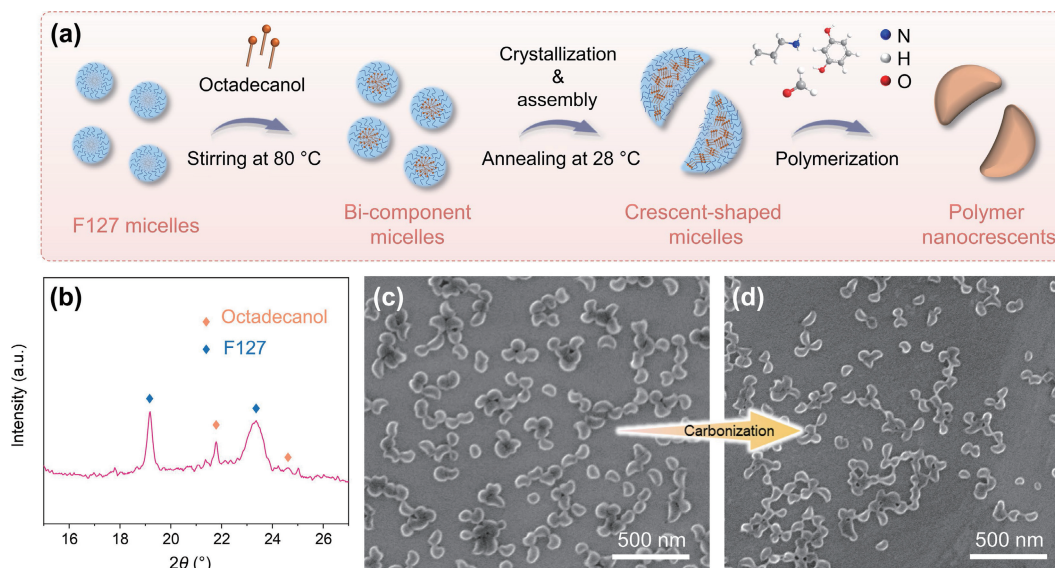 (a)
Octadecanol
Stirring at 80 °C
Crystallization
&
assembly
Annealing at 28 °C
N
H
O
Polymerization
F127 micelles
Bi-component
micelles
Crescent-shaped
micelles
Polymer
nanocrescents
(b)
Octadecanol
F127
Intensity (a.u.)
16 18 20 22 24 26
2θ (°)
(c)
Carbonization
500 nm
(d)
500 nm